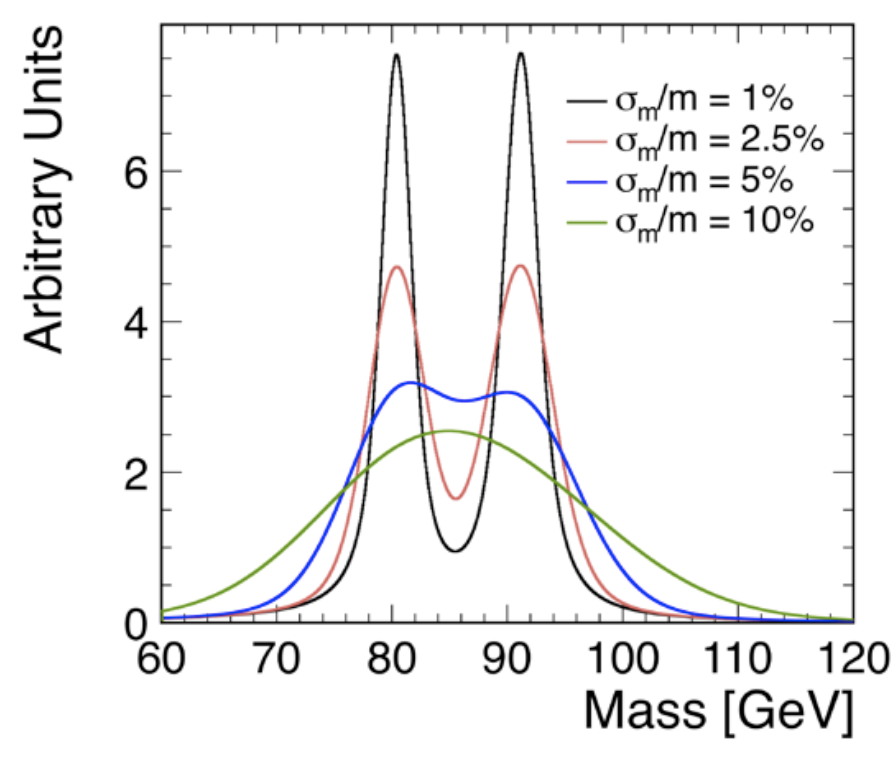 Arbitrary Units
σm/m = 1%
σm/m = 2.5%
σm/m = 5%
σm/m = 10%
6
4
2
0
60 70 80 90 100 110 120
Mass [GeV]